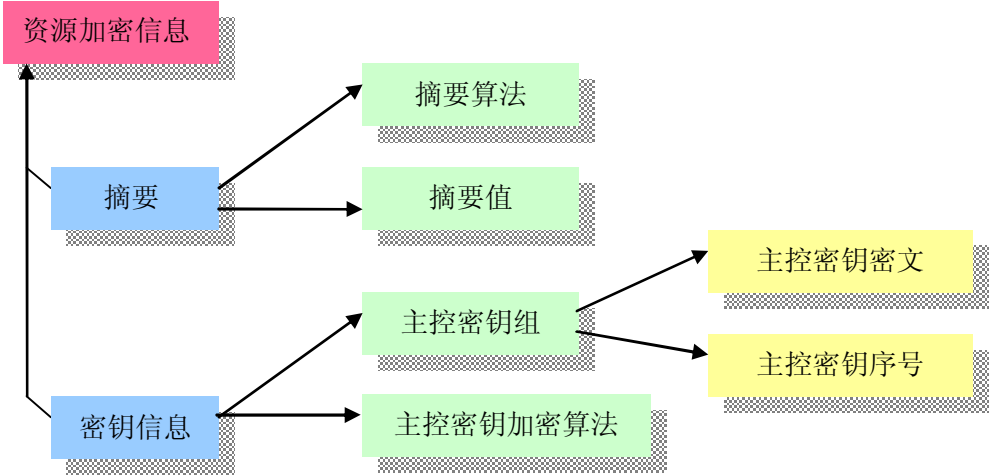 资源加密信息
摘要算法
摘要
摘要值
主控密钥密文
主控密钥组
主控密钥序号
密钥信息
主控密钥加密算法